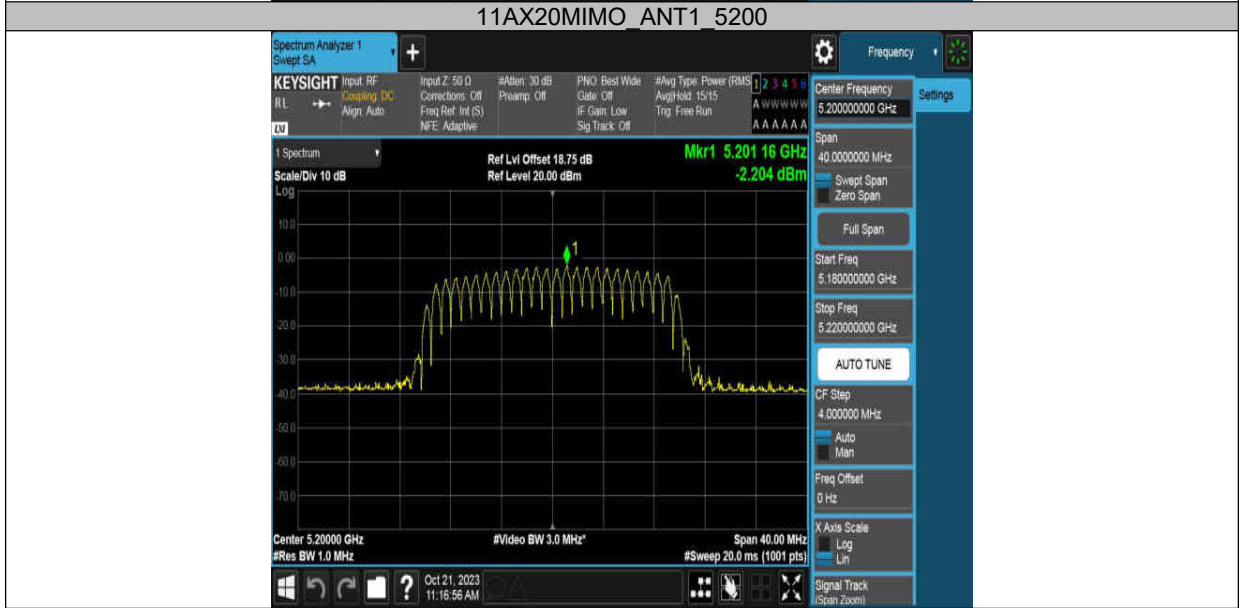 11AX20MIMO_ANT1_5200
Spectrum Analyzer 1
Swept SA
+
Frequency
KEYSIGHT
RL
LXI
Input: RF
Coupling: DC
Align: Auto
Input Z: 50 Ω
Corrections: Off
Freq Ref: Int (S)
NFE: Adaptive
#Atten: 30 dB
Preamp: Off
PNO: Best Wide
Gate: Off
IF Gain: Low
Sig Track: Off
#Avg Type: Power (RMS
Avg|Hold: 15/15
Trig: Free Run
1 2 3 4 5 6
A W W W W W
A A A A A A
Center Frequency
5.200000000 GHz
Settings
1 Spectrum
Scale/Div 10 dB
Log
Ref Lvl Offset 18.75 dB
Ref Level 20.00 dBm
Mkr1 5.201 16 GHz
-2.204 dBm
10.0
0.00
-10.0
-20.0
-30.0
-40.0
-50.0
-60.0
-70.0
1
Span
40.0000000 MHz
Swept Span
Zero Span
Full Span
Start Freq
5.180000000 GHz
Stop Freq
5.220000000 GHz
AUTO TUNE
CF Step
4.000000 MHz
Auto
Man
Freq Offset
0 Hz
X Axis Scale
Log
Lin
Signal Track
(Span Zoom)
Center 5.20000 GHz
#Res BW 1.0 MHz
#Video BW 3.0 MHz*
Span 40.00 MHz
#Sweep 20.0 ms (1001 pts)
?
Oct 21, 2023
11:16:56 AM